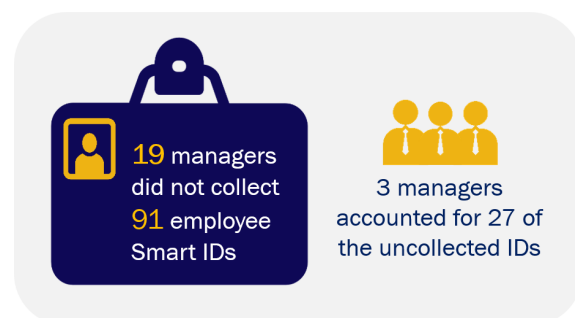 19 managers
did not collect
91 employee
Smart IDs
3 managers
accounted for 27 of
the uncollected IDs